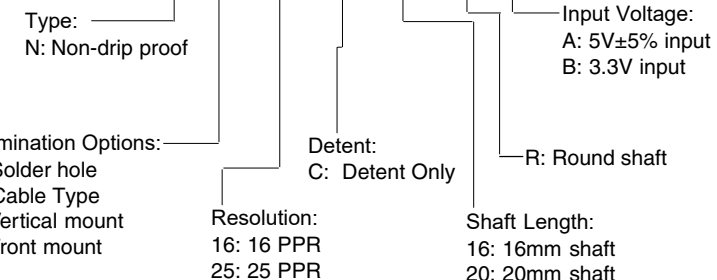 Type:
N: Non-drip proof
Input Voltage:
A: 5V±5% input
B: 3.3V input
mination Options:
Solder hole
Cable Type
ertical mount
ront mount
Detent:
C: Detent Only
R: Round shaft
Resolution:
16: 16 PPR
25: 25 PPR
Shaft Length:
16: 16mm shaft
20: 20mm shaft